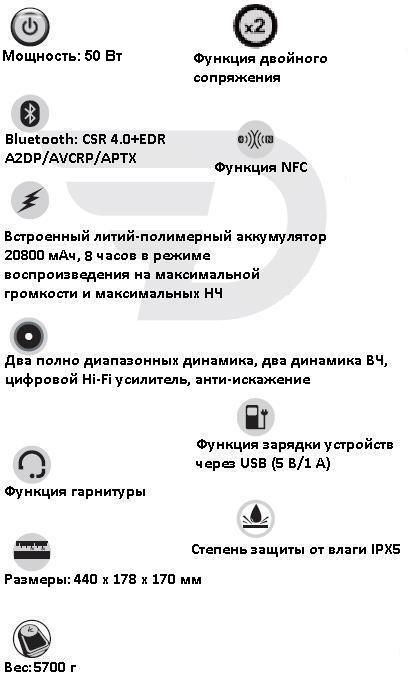 Мощность: 50 Вт
x2
Функция двойного
сопряжения
Bluetooth: CSR 4.0+EDR
A2DP/AVCRP/APTX
Функция NFC
Встроенный литий-полимерный аккумулятор
20800 мАч, 8 часов в режиме
воспроизведения на максимальной
громкости и максимальных НЧ
Два полно диапазонных динамика, два динамика ВЧ,
цифровой Hi-Fi усилитель, анти-искажение
Функция зарядки устройств
через USB (5 В/1 А)
Функция гарнитуры
Степень защиты от влаги IPX5
Размеры: 440 x 178 x 170 мм
Вес:5700 г